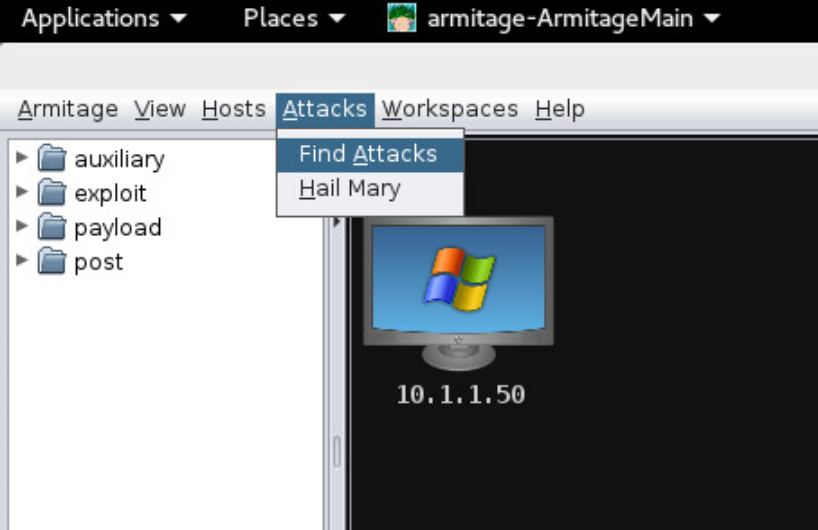 Applications Places armitage-ArmitageMain
Armitage View Hosts Attacks Workspaces Help
Find Attacks
Hail Mary
auxiliary
exploit
payload
post
10.1.1.50